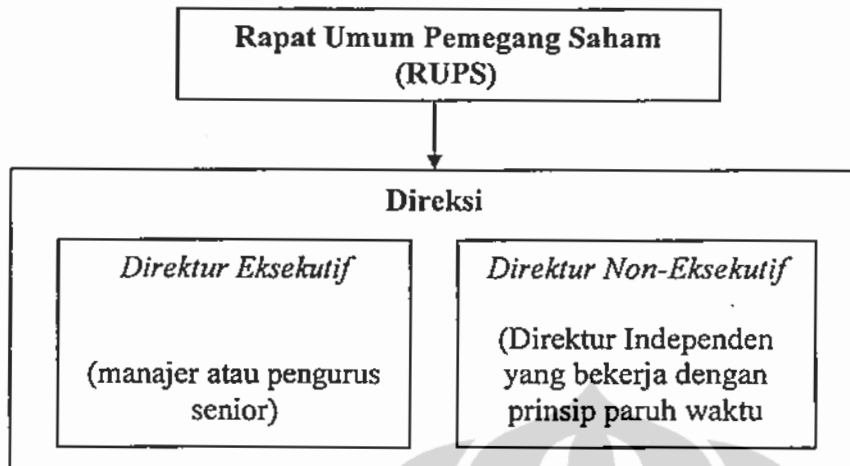 Rapat Umum Pemegang Saham
(RUPS)
Direksi
Direktur Eksekutif
(manajer atau pengurus
senior)
Direktur Non-Eksekutif
(Direktur Independen
yang bekerja dengan
prinsip paruh waktu